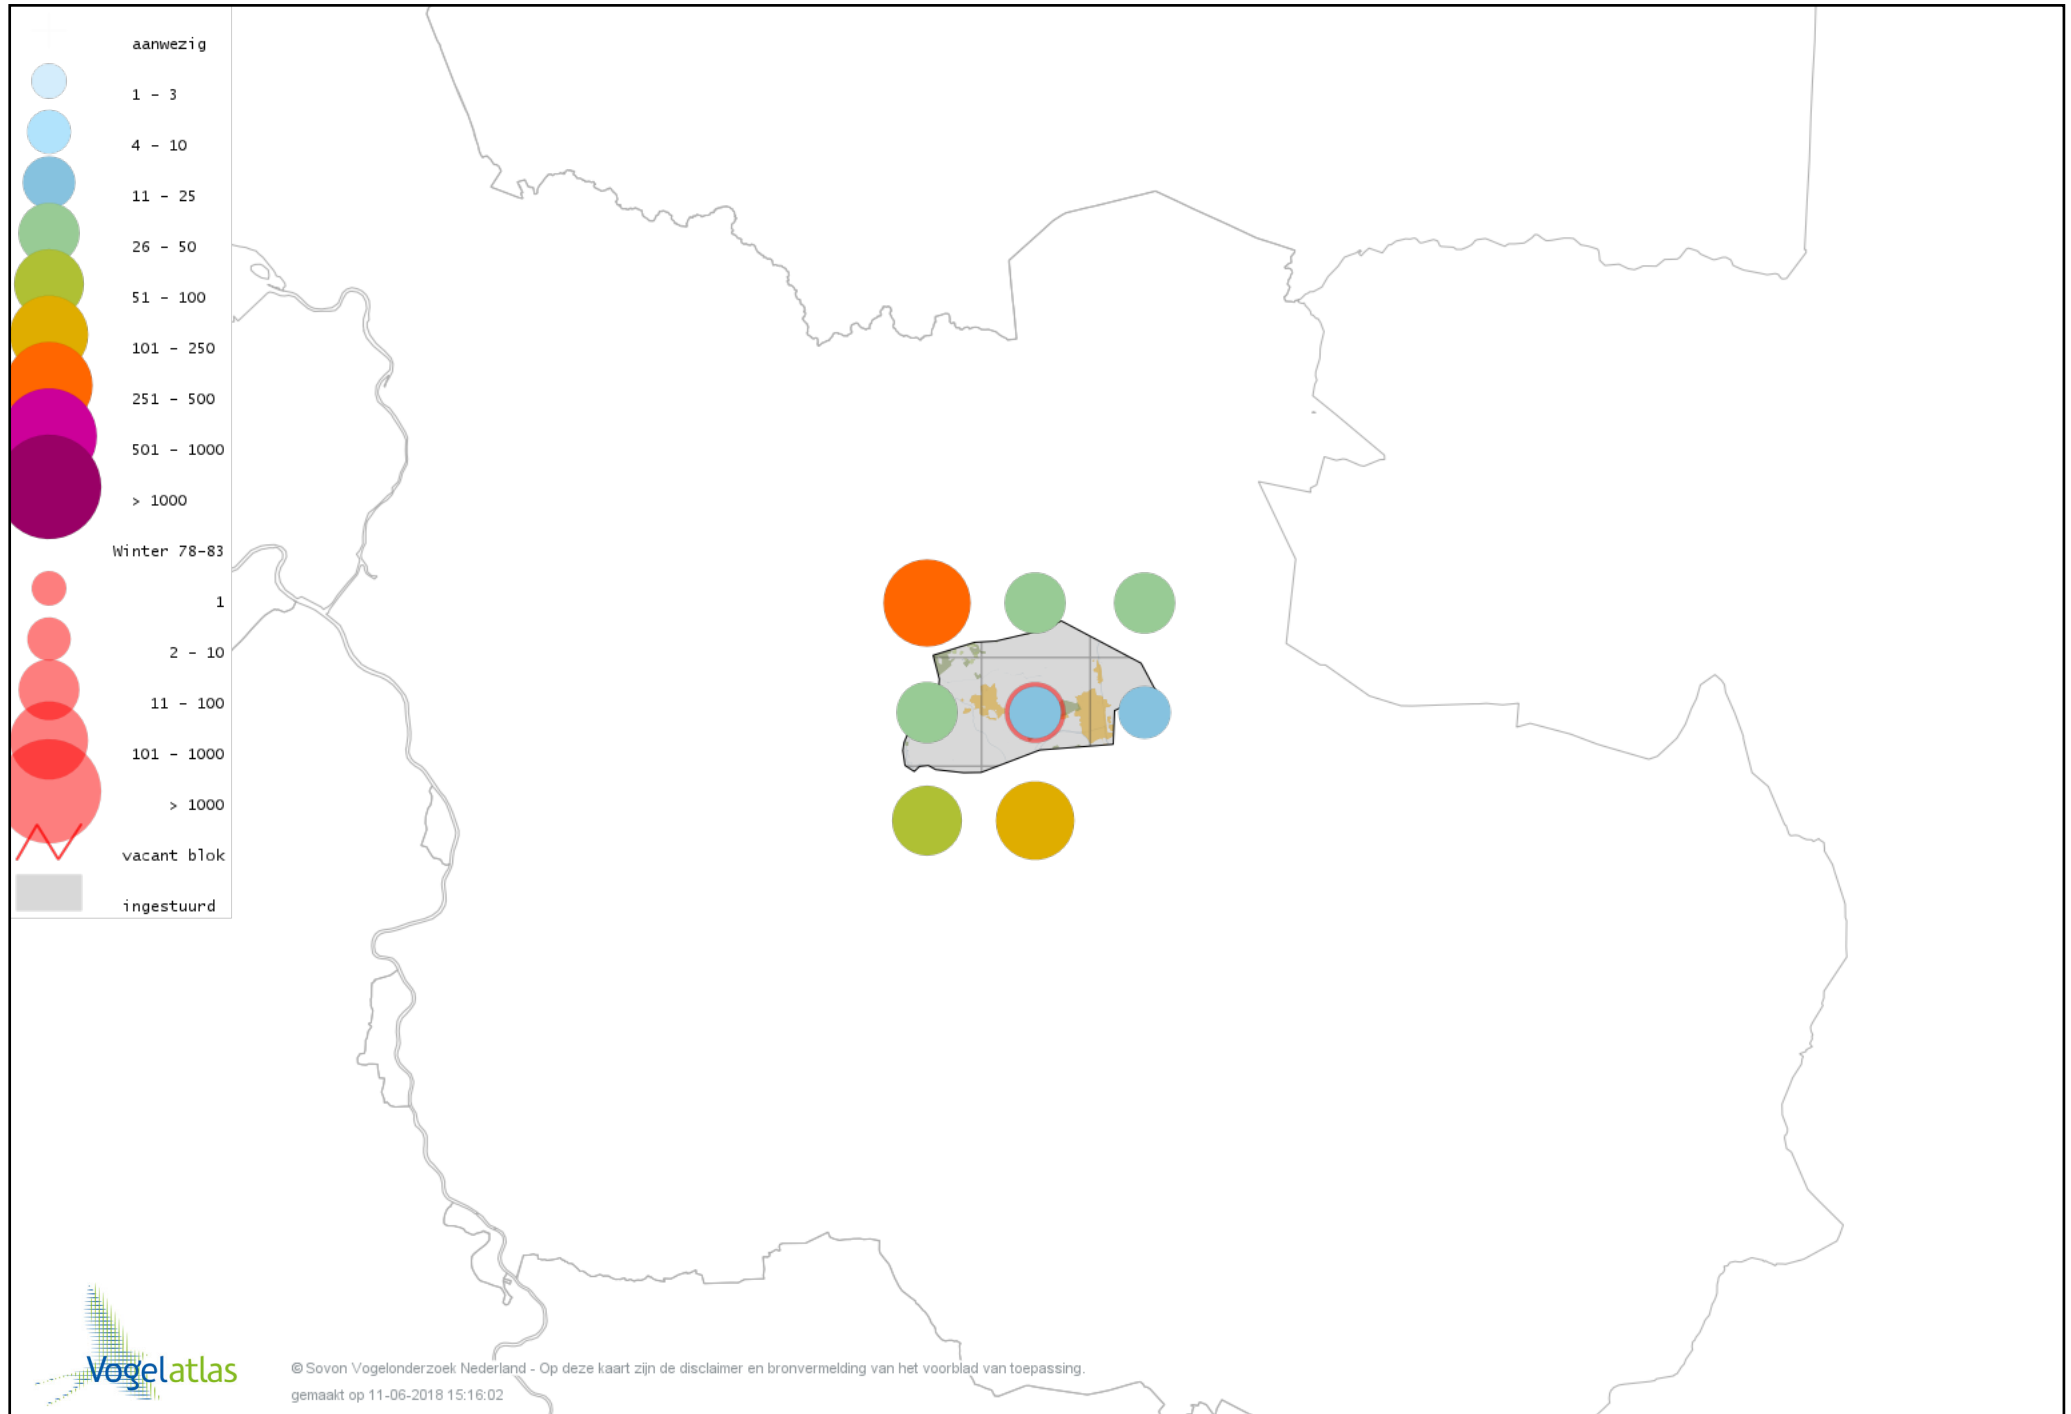 aanwezig
1 - 3
4 - 10
11 - 25
26 - 50
51 - 100
101 - 250
251 - 500
501 - 1000
> 1000
Winter 78-83
1
2 - 10
11 - 100
101 - 1000
> 1000
vacant blok
ingestuurd
Vogelatlas
© Sovon Vogelonderzoek Nederland - Op deze kaart zijn de disclaimer en bronvermelding van het voorblad van toepassing.
gemaakt op 11-06-2018 15:16:02